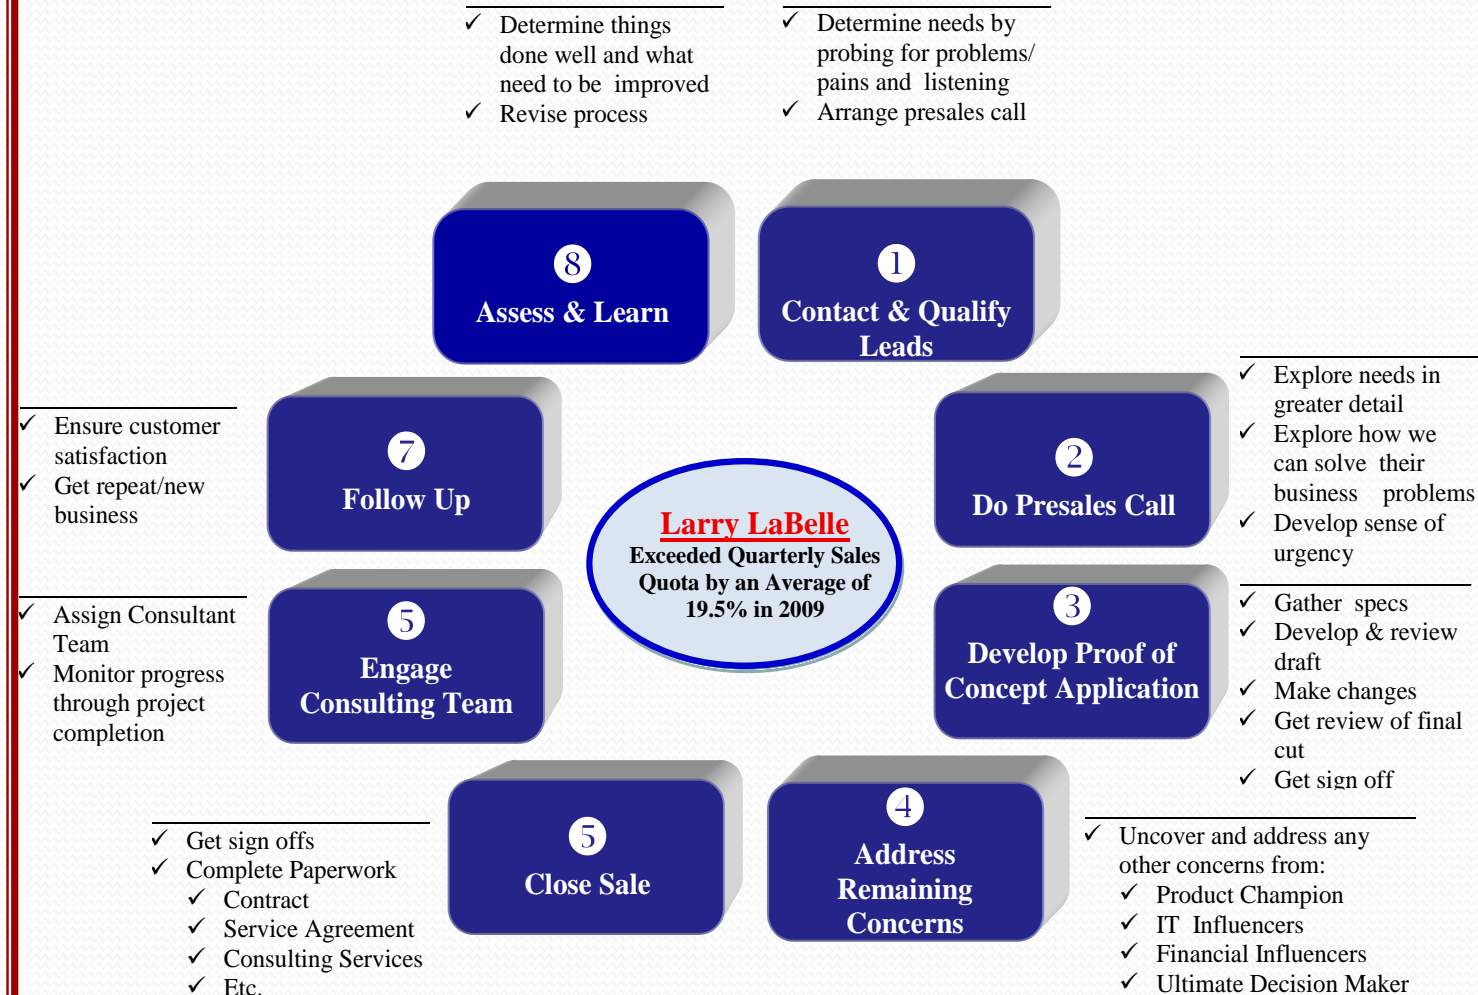 ✓ Determine things
done well and what
need to be improved
✓ Revise process
✓ Determine needs by
probing for problems/
pains and listening
✓ Arrange presales call
8
Assess & Learn
1
Contact & Qualify
Leads
✓ Explore needs in
greater detail
✓ Explore how we
can solve their
business problems
✓ Develop sense of
urgency
2
Do Presales Call
✓ Ensure customer
satisfaction
✓ Get repeat/new
business
7
Follow Up
Larry LaBelle
Exceeded Quarterly Sales
Quota by an Average of
19.5% in 2009
✓ Assign Consultant
Team
✓ Monitor progress
through project
completion
5
Engage
Consulting Team
3
Develop Proof of
Concept Application
✓ Gather specs
✓ Develop & review
draft
✓ Make changes
✓ Get review of final
cut
✓ Get sign off
✓ Get sign offs
✓ Complete Paperwork
✓ Contract
✓ Service Agreement
✓ Consulting Services
✓ Etc.
5
Close Sale
4
Address
Remaining
Concerns
✓ Uncover and address any
other concerns from:
✓ Product Champion
✓ IT Influencers
✓ Financial Influencers
✓ Ultimate Decision Maker